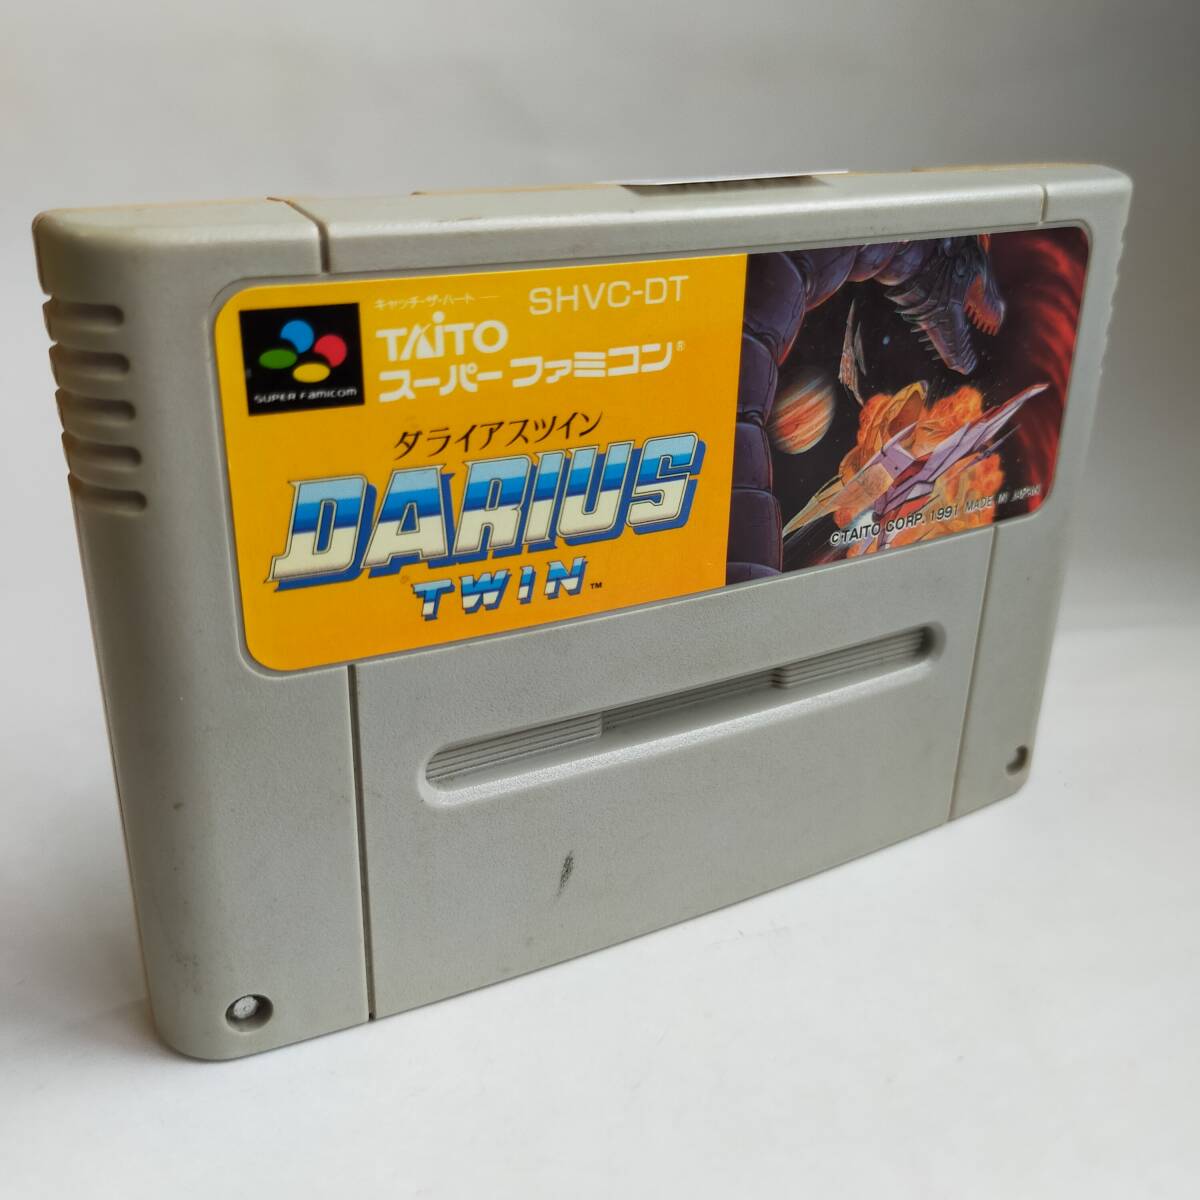 キャッチ・ザ・ハート
SHVC-DT
TAITO
スーパーファミコン®
SUPER FAMICOM
ダライアスツイン
DARIUS
TWIN™
©TAITO CORP. 1991 MADE IN JAPAN